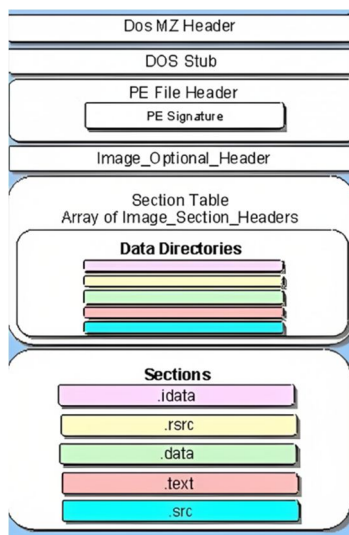 Dos MZ Header
DOS Stub
PE File Header
PE Signature
Image_Optional_Header
Section Table
Array of Image_Section_Headers
Data Directories
Sections
.idata
.rsrc
.data
.text
.src